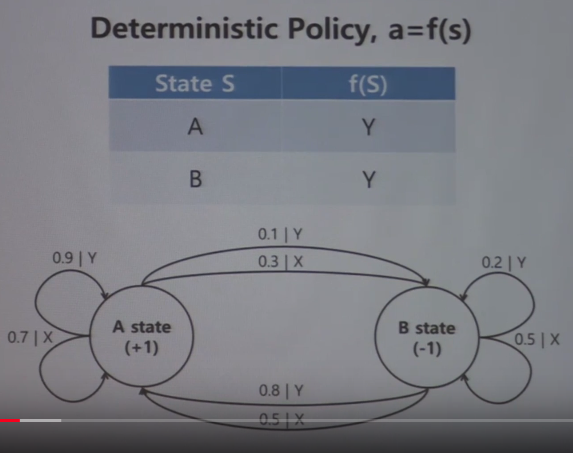 Deterministic Policy, a=f(s)
State S f(S)
A Y
B Y
0.1 | Y
0.9 | Y
0.3 | X
0.2 | Y
A state
(+1)
B state
(-1)
0.7 | X
0.5 | X
0.8 | Y
0.5 | X